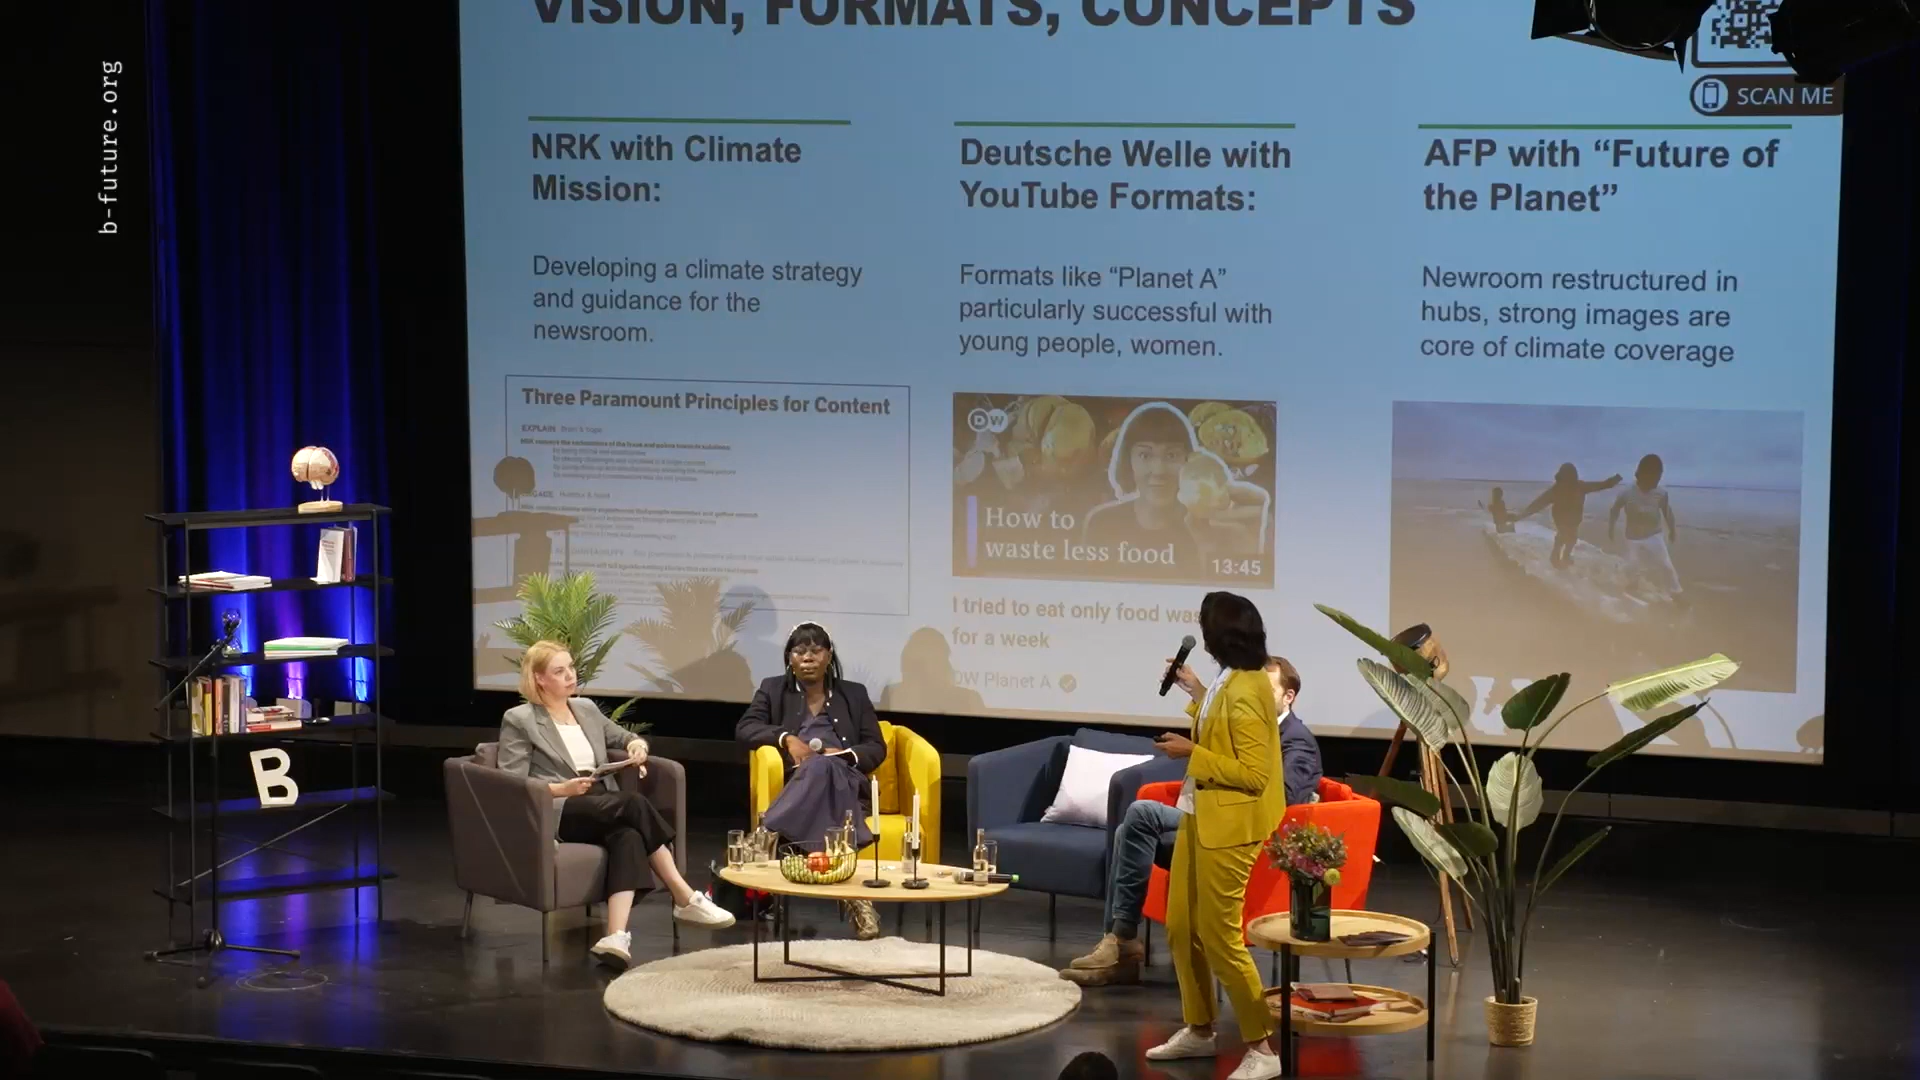 b-future.org
VISION, FORMATS, CONCEPTS
SCAN ME
NRK with Climate
Mission:
Developing a climate strategy
and guidance for the
newsroom.
Three Paramount Principles for Content
EXPLAIN
Deutsche Welle with
YouTube Formats:
Formats like “Planet A”
particularly successful with
young people, women.
DW
How to
waste less food
13:45
I tried to eat only food
for a week
DW Planet A
AFP with “Future of
the Planet”
Newroom restructured in
hubs, strong images are
core of climate coverage
B